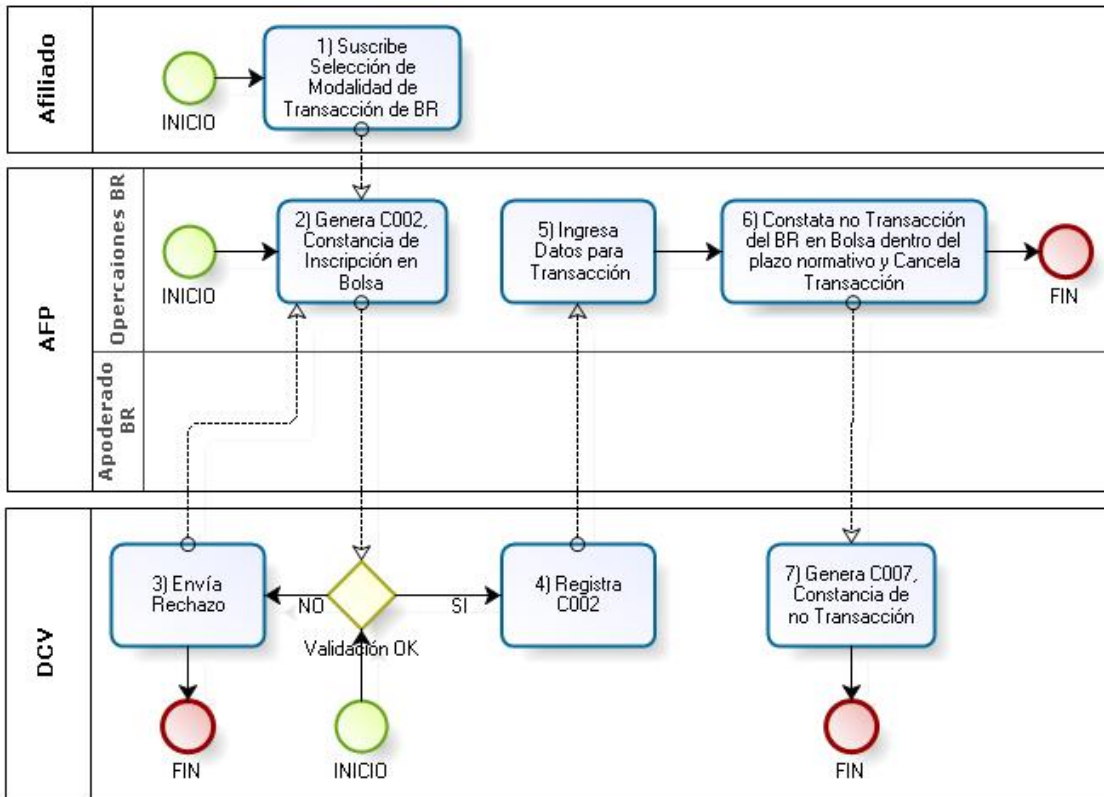 Afiliado
INICIO
1) Suscribe
Selección de
Modalidad de
Transacción de BR
AFP
Opercaiones BR
INICIO
2) Genera C002,
Constancia de
Inscripción en
Bolsa
5) Ingresa
Datos para
Transacción
6) Constata no Transacción
del BR en Bolsa dentro del
plazo normativo y Cancela
Transacción
FIN
Apoderado
BR
DCV
3) Envía
Rechazo
NO
SI
Validación OK
4) Registra
C002
7) Genera C007,
Constancia de
no Transacción
FIN
INICIO
FIN